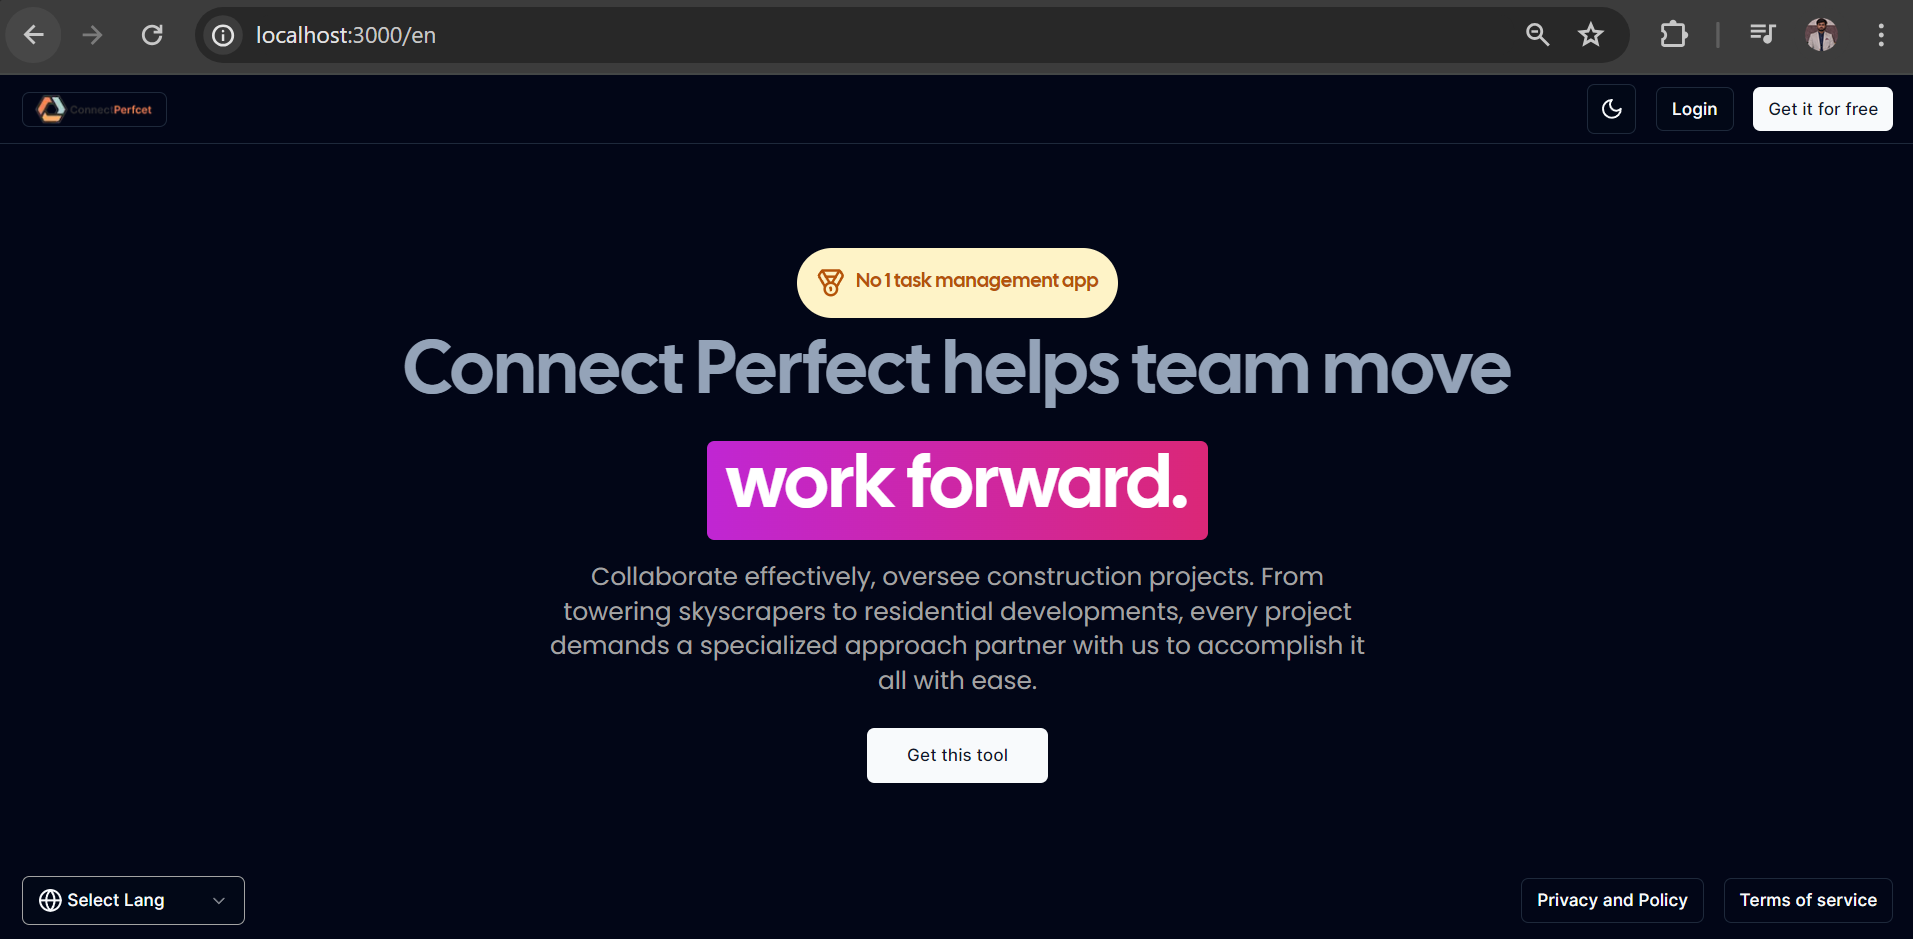 localhost:3000/en
ConnectPerfcet
Login
Get it for free
No 1 task management app
Connect Perfect helps team move
work forward.
Collaborate effectively, oversee construction projects. From
towering skyscrapers to residential developments, every project
demands a specialized approach partner with us to accomplish it
all with ease.
Get this tool
Select Lang
Privacy and Policy
Terms of service